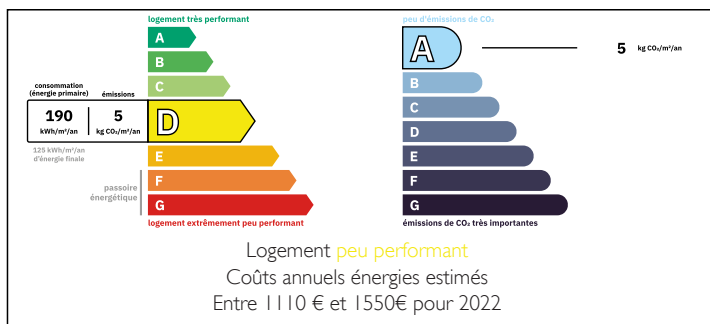 logement très performant
A
B
C
consommation
(énergie primaire)
émissions
190
kWh/m²/an
5
kg CO₂/m²/an
D
125 kWh/m²/an
d'énergie finale
E
passoire
énergétique
F
G
logement extrêmement peu performant
peu d'émissions de CO₂
A
5 kg CO₂/m²/an
B
C
D
E
F
G
émissions de CO₂ très importantes
Logement peu performant
Coûts annuels énergies estimés
Entre 1110 € et 1550€ pour 2022